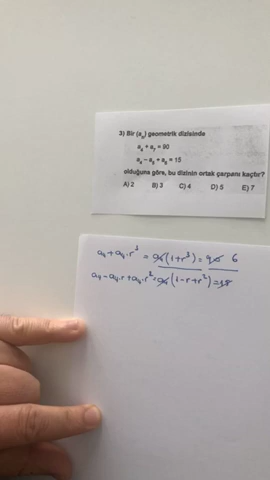 3) Bir (aₙ) geometrik dizisinde
a₄ + a₇ = 90
a₄ − a₅ + a₆ = 15
olduğuna göre, bu dizinin ortak çarpanı kaçtır?
A) 2 B) 3 C) 4 D) 5 E) 7
a₄ + a₄.r³ = a₄(1+r³) = 90 6
a₄ − a₄.r + a₄.r² = a₄(1−r+r²) = 15